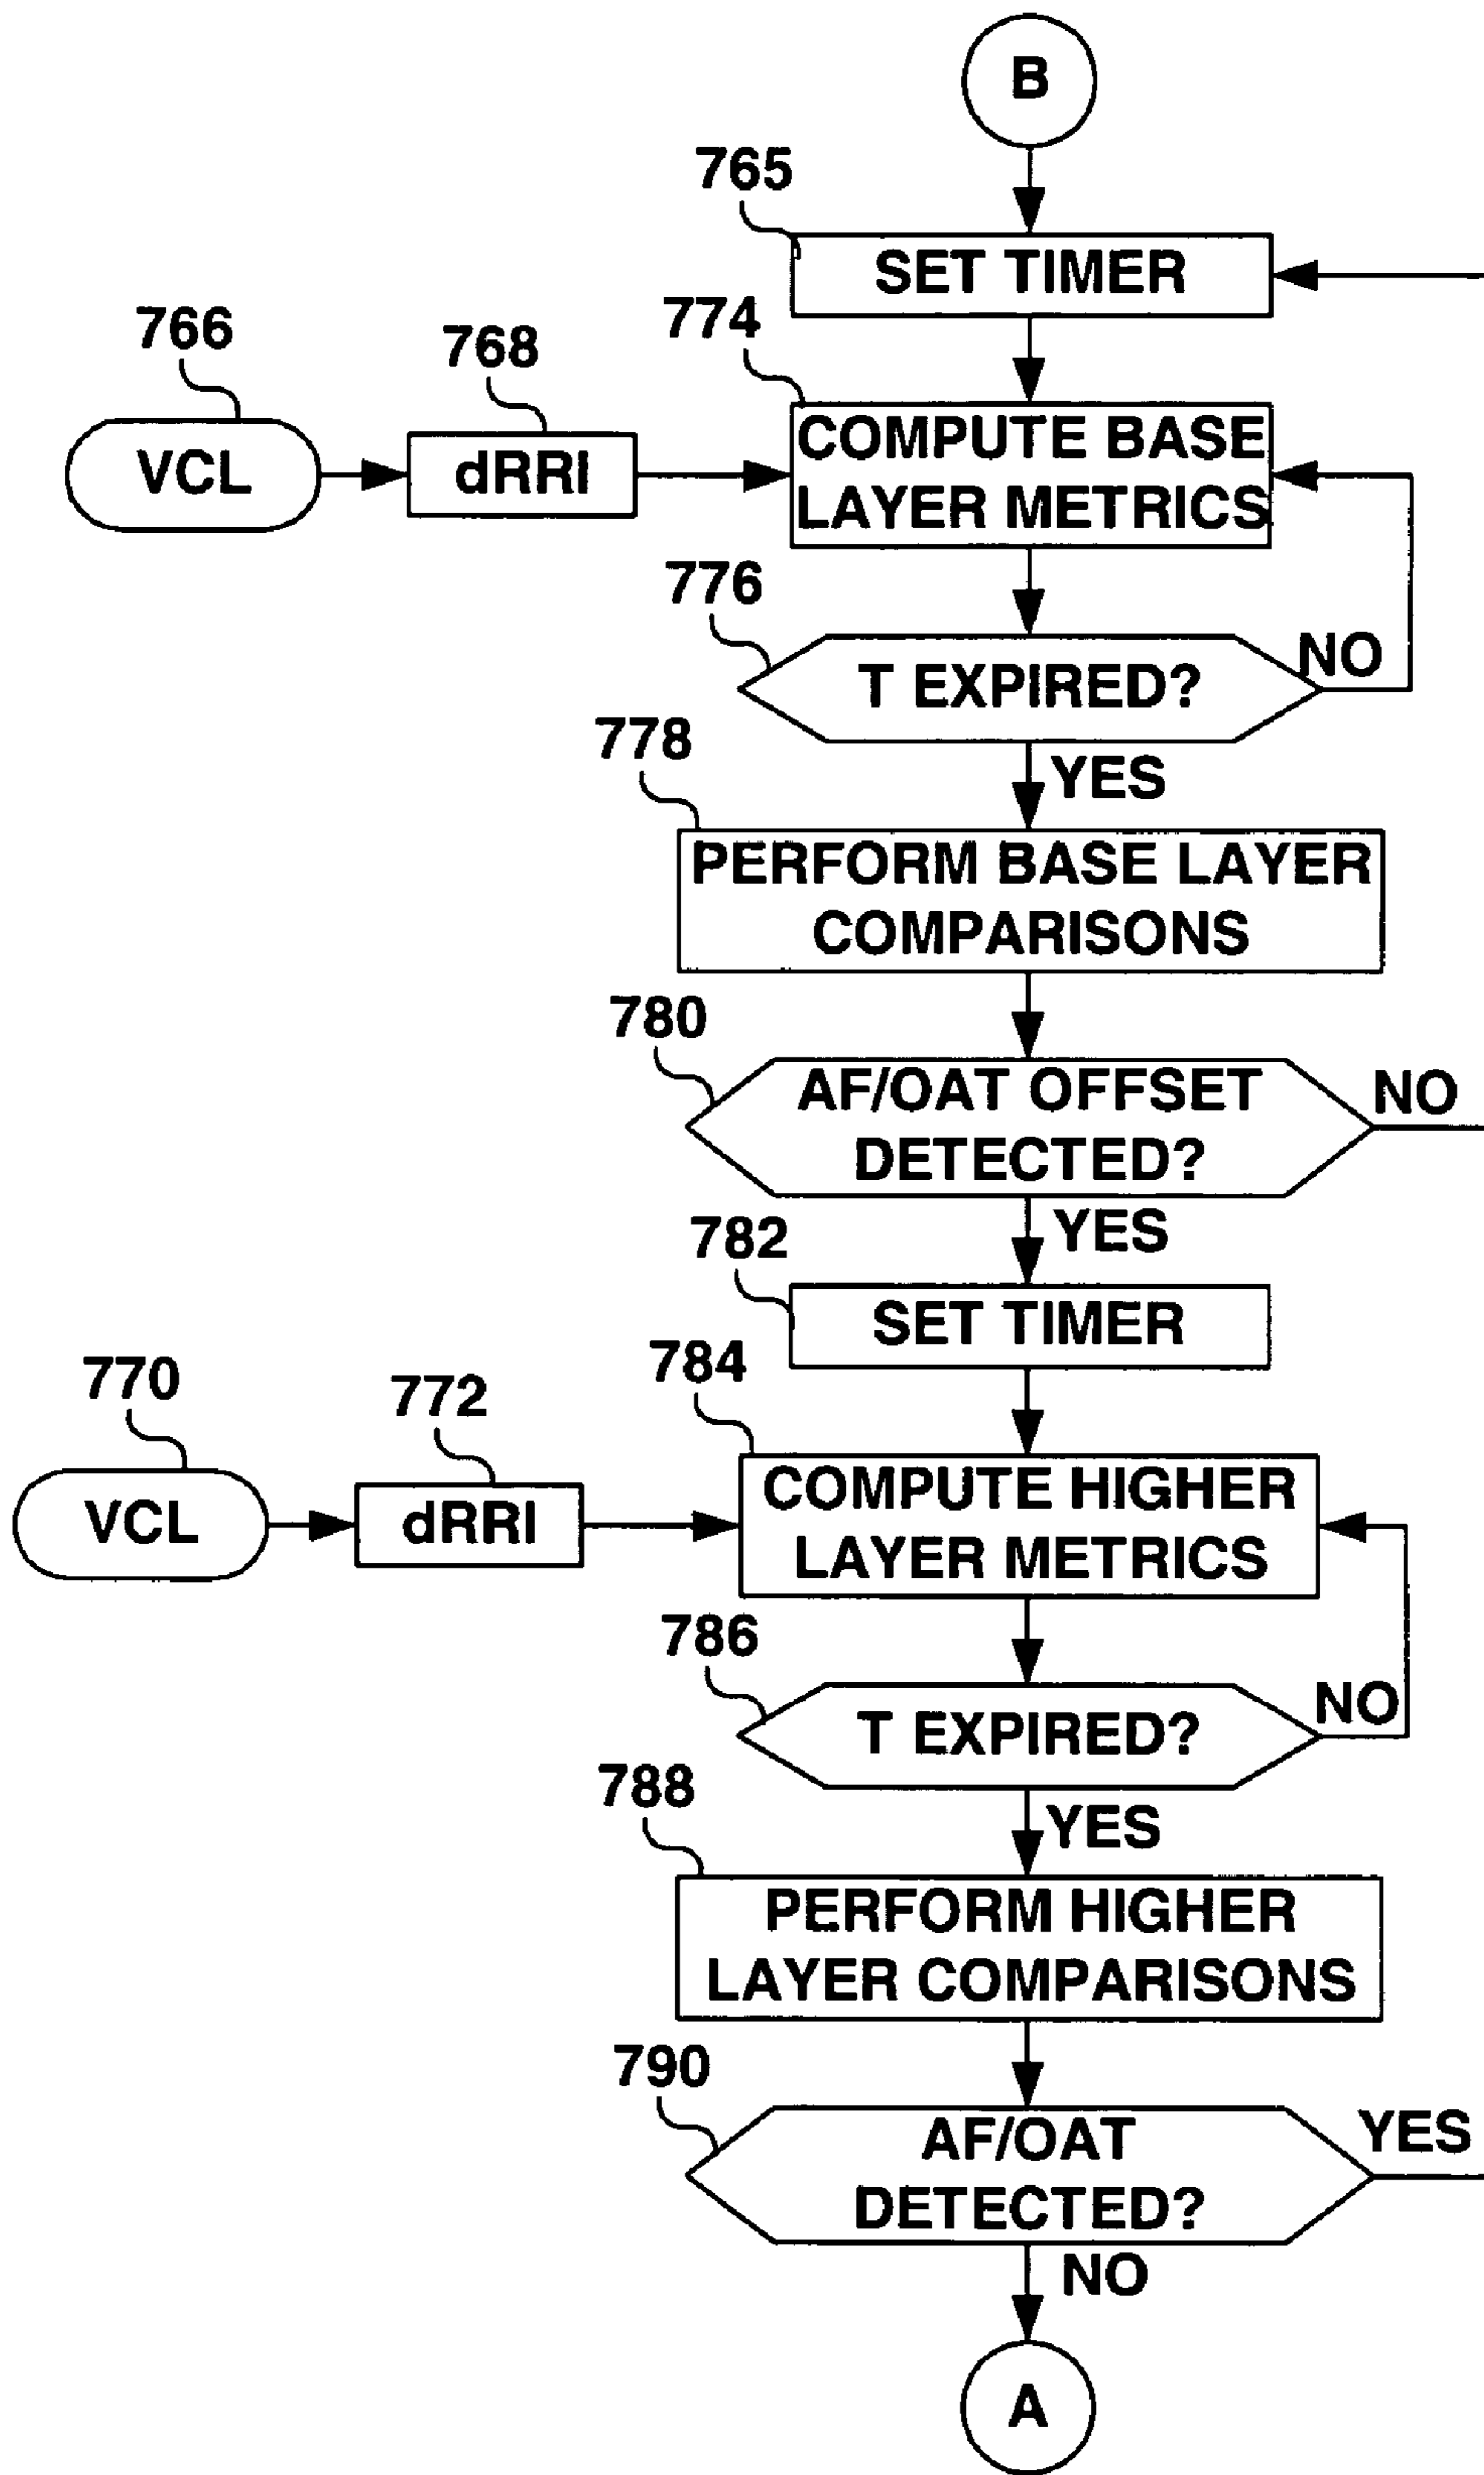 B
765
SET TIMER
774
766
768
VCL
dRRI
COMPUTE BASE
LAYER METRICS
776
T EXPIRED?
NO
778
YES
PERFORM BASE LAYER
COMPARISONS
780
AF/OAT OFFSET
DETECTED?
NO
YES
782
SET TIMER
784
770
772
VCL
dRRI
COMPUTE HIGHER
LAYER METRICS
786
T EXPIRED?
NO
788
YES
PERFORM HIGHER
LAYER COMPARISONS
790
AF/OAT
DETECTED?
YES
NO
A